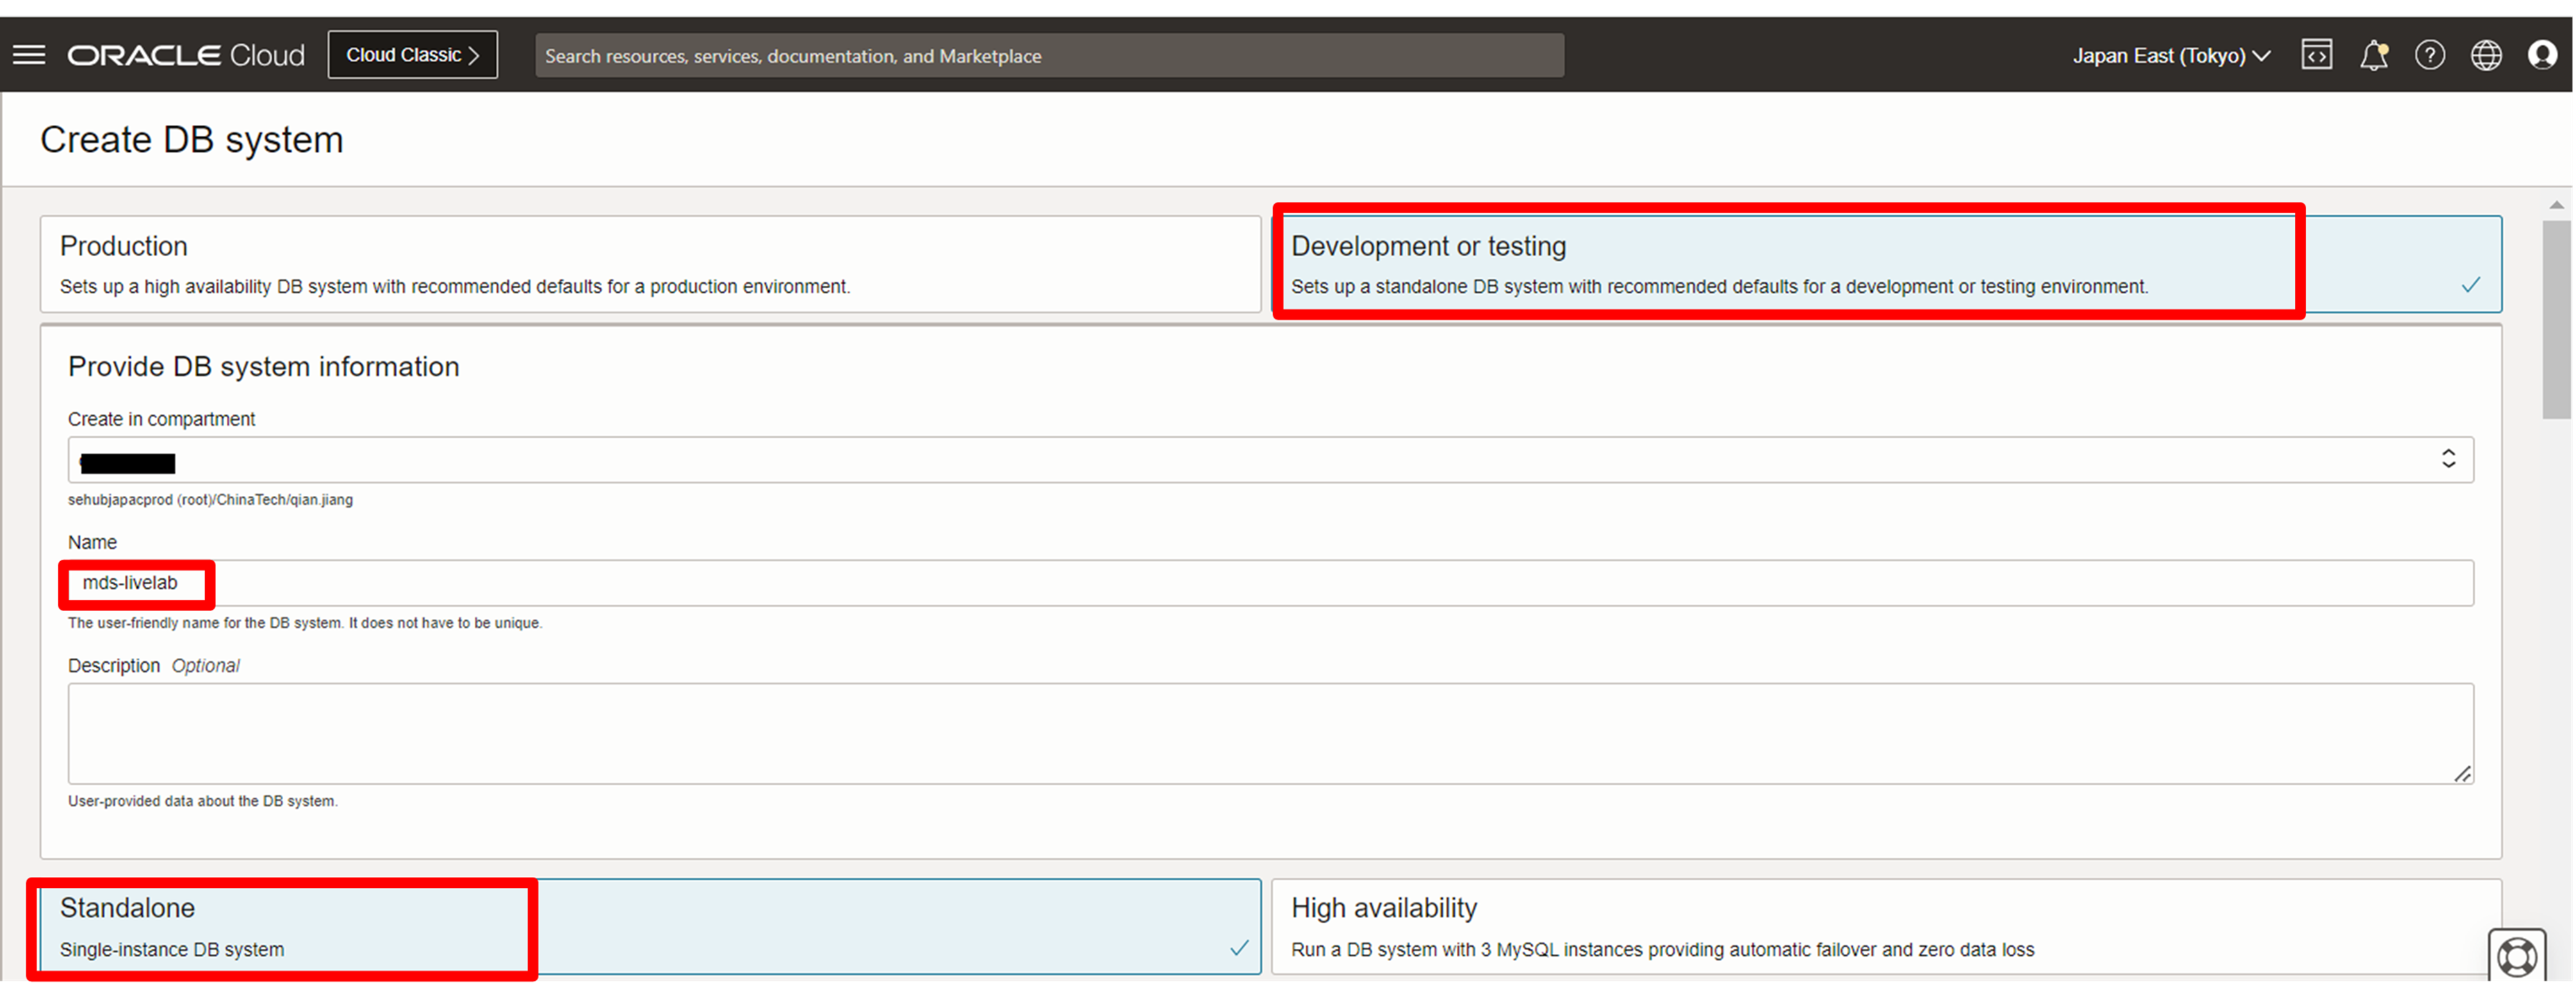 ORACLE Cloud
Cloud Classic
Search resources, services, documentation, and Marketplace
Japan East (Tokyo)
Create DB system
Production
Sets up a high availability DB system with recommended defaults for a production environment.
Development or testing
Sets up a standalone DB system with recommended defaults for a development or testing environment.
Provide DB system information
Create in compartment
sehubjapacprod (root)/ChinaTech/qian.jiang
Name
mds-livelab
The user-friendly name for the DB system. It does not have to be unique.
Description Optional
User-provided data about the DB system.
Standalone
Single-instance DB system
High availability
Run a DB system with 3 MySQL instances providing automatic failover and zero data loss